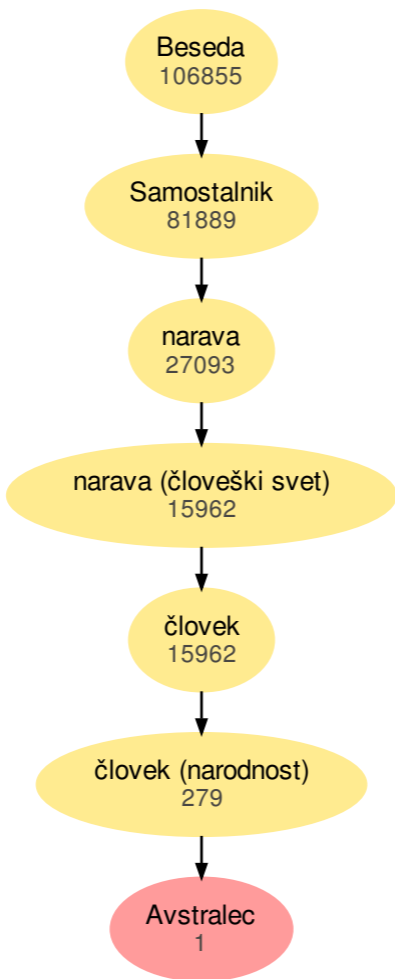 Beseda
106855
Samostalnik
81889
narava
27093
narava (človeški svet)
15962
človek
15962
človek (narodnost)
279
Avstralec
1